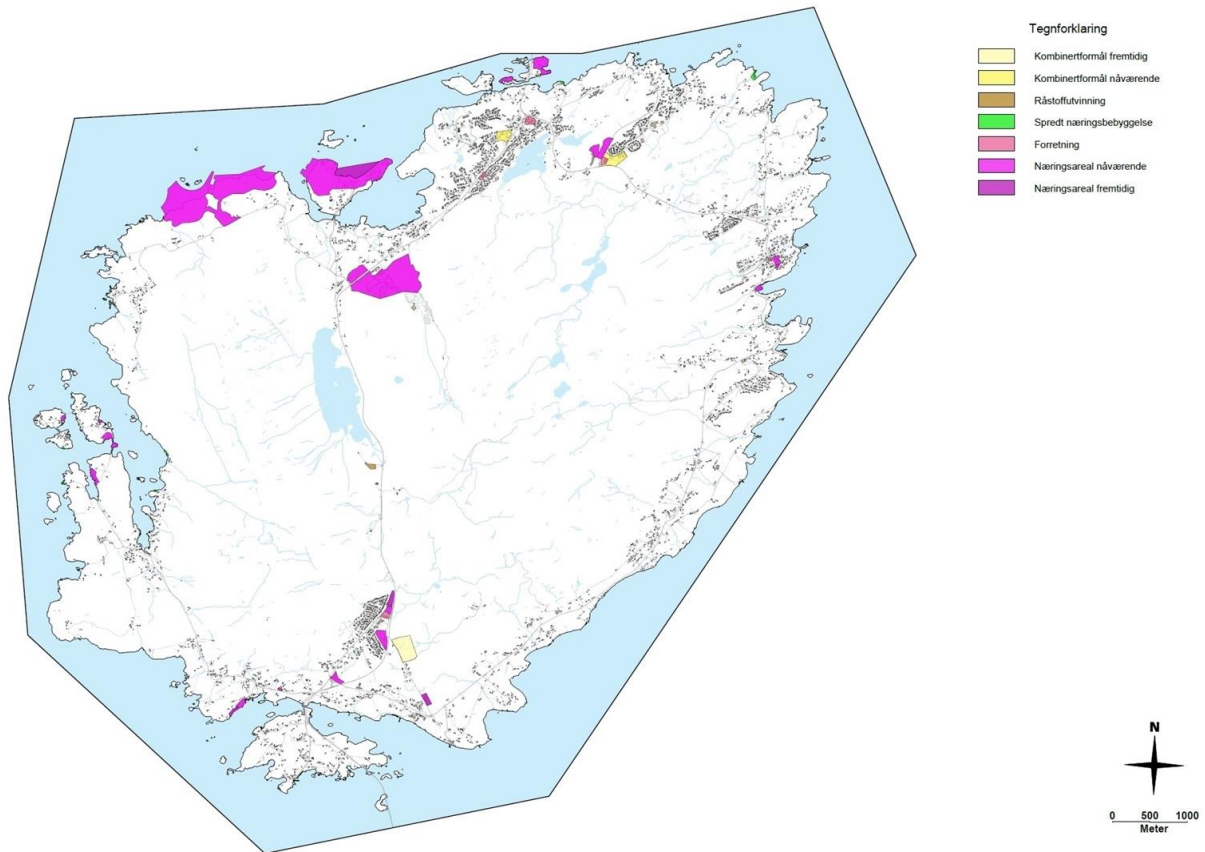 Tegnforklaring
Kombinertformål fremtidig
Kombinertformål nåværende
Råstoffutvinning
Spredt næringsbebyggelse
Forretning
Næringsareal nåværende
Næringsareal fremtidig
N
0 500 1000
Meter